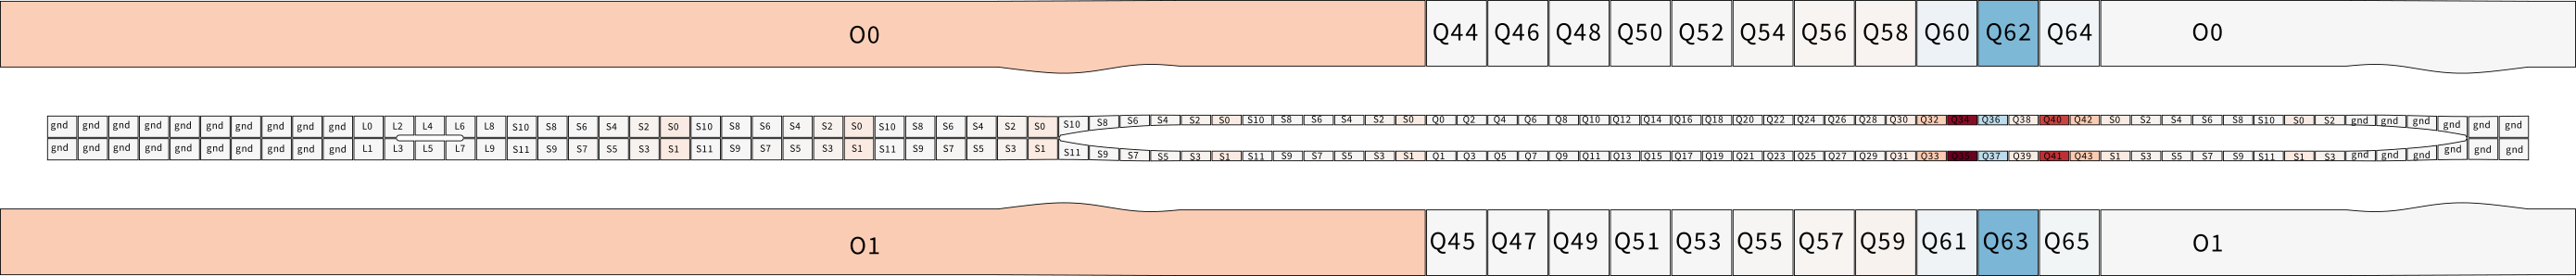 O0 Q44 Q46 Q48 Q50 Q52 Q54 Q56 Q58 Q60 Q62 Q64 O0
gnd gnd gnd gnd gnd gnd gnd gnd gnd gnd L0 L2 L4 L6 L8 S10 S8 S6 S4 S2 S0 S10 S8 S6 S4 S2 S0 S10 S8 S6 S4 S2 S0 S10 S8 S6 S4 S2 S0 S10 S8 S6 S4 S2 S0 Q0 Q2 Q4 Q6 Q8 Q10 Q12 Q14 Q16 Q18 Q20 Q22 Q24 Q26 Q28 Q30 Q32 Q34 Q36 Q38 Q40 Q42 S0 S2 S4 S6 S8 S10 S0 S2 gnd gnd gnd gnd gnd gnd
gnd gnd gnd gnd gnd gnd gnd gnd gnd gnd L1 L3 L5 L7 L9 S11 S9 S7 S5 S3 S1 S11 S9 S7 S5 S3 S1 S11 S9 S7 S5 S3 S1 S11 S9 S7 S5 S3 S1 S11 S9 S7 S5 S3 S1 Q1 Q3 Q5 Q7 Q9 Q11 Q13 Q15 Q17 Q19 Q21 Q23 Q25 Q27 Q29 Q31 Q33 Q35 Q37 Q39 Q41 Q43 S1 S3 S5 S7 S9 S11 S1 S3 gnd gnd gnd gnd gnd gnd
O1 Q45 Q47 Q49 Q51 Q53 Q55 Q57 Q59 Q61 Q63 Q65 O1